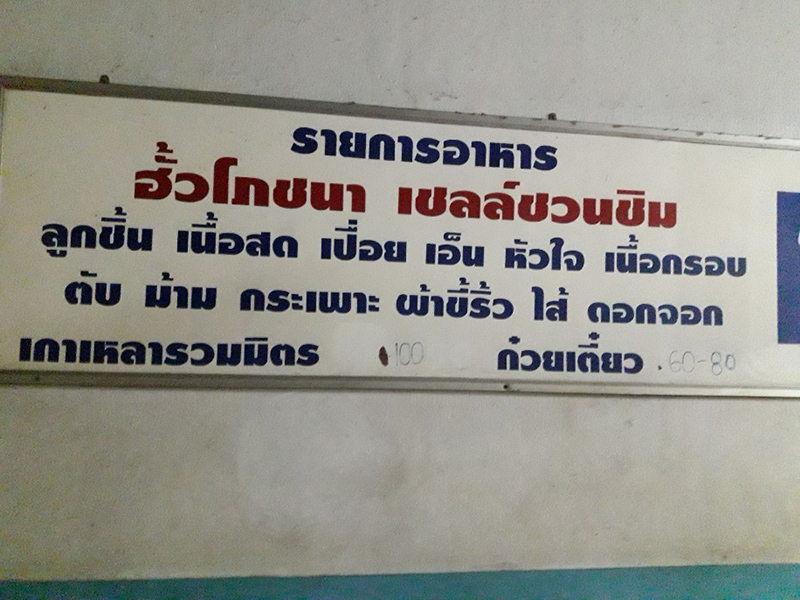 รายการอาหาร
ฮั้วโภชนา เชลล์ชวนชิม
ลูกชิ้น เนื้อสด เปื่อย เอ็น หัวใจ เนื้อกรอบ
ตับ ม้าม กระเพาะ ผ้าขี้ริ้ว ไส้ ดอกจอก
เกาเหลารวมมิตร 100 ก๋วยเตี๋ยว . 60-80